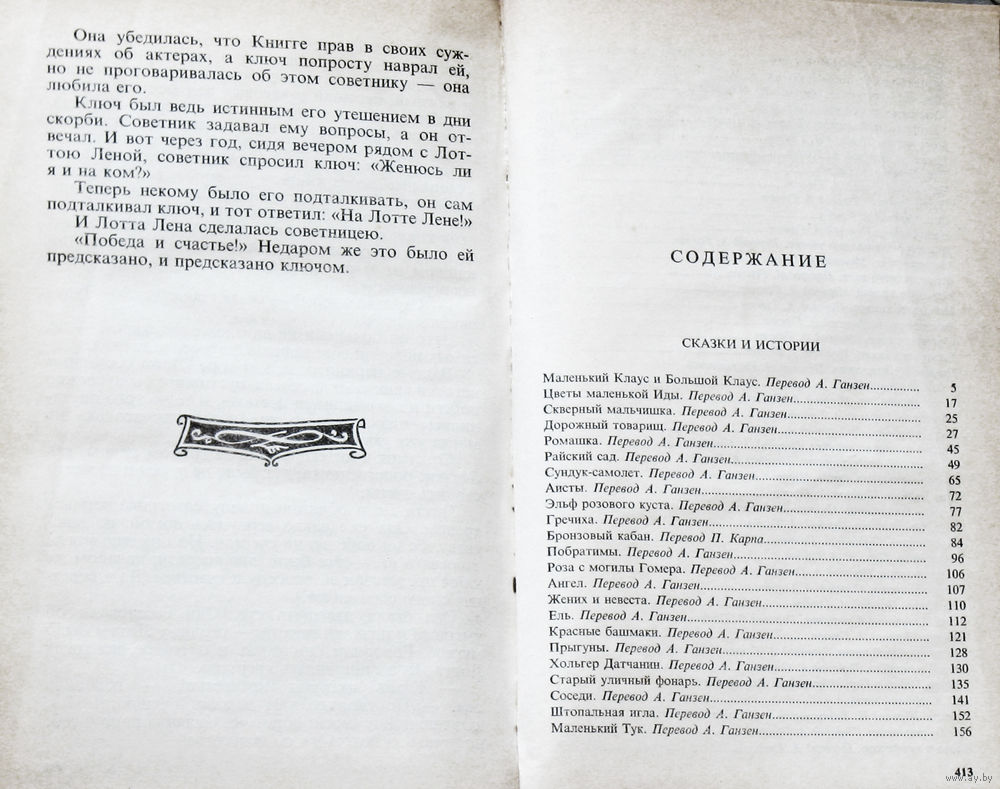 Она убедилась, что Книгге прав в своих суж-
дениях об актерах, а ключ попросту наврал ей,
но не проговаривалась об этом советнику — она
любила его.
Ключ был ведь истинным его утешением в дни
скорби. Советник задавал ему вопросы, а он от-
вечал. И вот через год, сидя вечером рядом с Лот-
тою Леной, советник спросил ключ: «Женюсь ли
я и на ком?»
Теперь некому было его подталкивать, он сам
подталкивал ключ, и тот ответил: «На Лотте Лене!»
И Лотта Лена сделалась советницею.
«Победа и счастье!» Недаром же это было ей
предсказано, и предсказано ключом.
СОДЕРЖАНИЕ
СКАЗКИ И ИСТОРИИ
Маленький Клаус и Большой Клаус. Перевод А. Ганзен 5
Цветы маленькой Иды. Перевод А. Ганзен 17
Скверный мальчишка. Перевод А. Ганзен 25
Дорожный товарищ. Перевод А. Ганзен 27
Ромашка. Перевод А. Ганзен 45
Райский сад. Перевод А. Ганзен 49
Сундук-самолет. Перевод А. Ганзен 65
Аисты. Перевод А. Ганзен 72
Эльф розового куста. Перевод А. Ганзен 77
Гречиха. Перевод А. Ганзен 82
Бронзовый кабан. Перевод П. Карпа 84
Побратимы. Перевод А. Ганзен 96
Роза с могилы Гомера. Перевод А. Ганзен 106
Ангел. Перевод А. Ганзен 107
Жених и невеста. Перевод А. Ганзен 110
Ель. Перевод А. Ганзен 112
Красные башмаки. Перевод А. Ганзен 121
Прыгуны. Перевод А. Ганзен 128
Хольгер Датчанин. Перевод А. Ганзен 130
Старый уличный фонарь. Перевод А. Ганзен 135
Соседи. Перевод А. Ганзен 141
Штопальная игла. Перевод А. Ганзен 152
Маленький Тук. Перевод А. Ганзен 156
413
www.ay.by